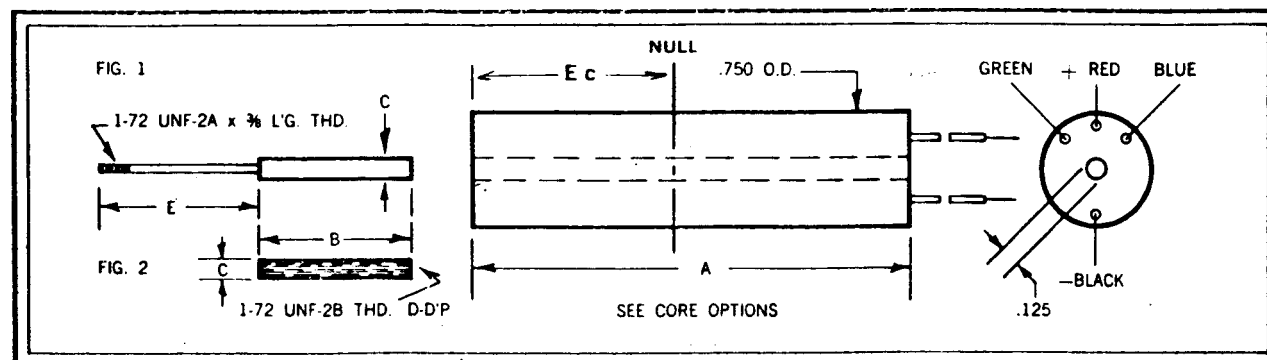 NULL
FIG. 1
E c
.750 O.D.
GREEN + RED BLUE
C
1-72 UNF-2A x ⅜ L'G. THD.
E
B
C
FIG. 2
A
-BLACK
1-72 UNF-2B THD. D-D'P
SEE CORE OPTIONS
.125